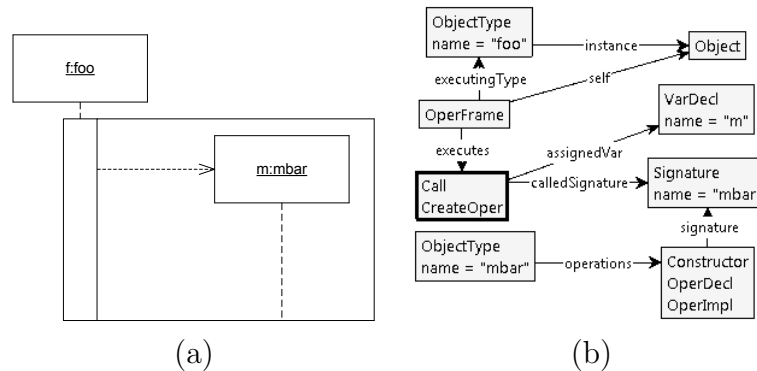 f:foo
m:mbar
(a)
ObjectType
name = "foo"
instance
Object
executingType
self
OperFrame
VarDecl
name = "m"
executes
assignedVar
Call
CreateOper
calledSignature
Signature
name = "mbar
signature
ObjectType
name = "mbar"
operations
Constructor
OperDecl
OperImpl
(b)